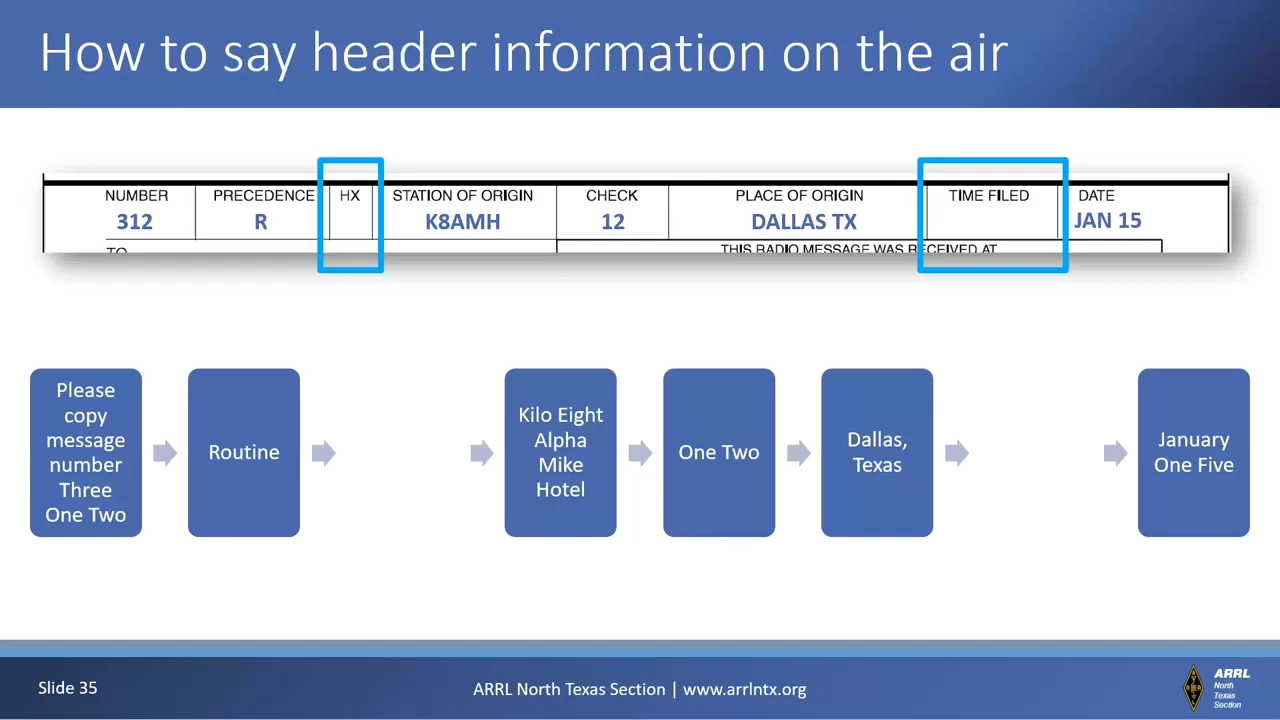 How to say header information on the air
NUMBER PRECEDENCE HX STATION OF ORIGIN CHECK PLACE OF ORIGIN TIME FILED DATE
312 R K8AMH 12 DALLAS TX JAN 15
TO THIS RADIO MESSAGE WAS RECEIVED AT
Please
copy
message
number
Three
One Two
Routine
Kilo Eight
Alpha
Mike
Hotel
One Two
Dallas,
Texas
January
One Five
Slide 35
ARRL North Texas Section | www.arrlntx.org
ARRL
North
Texas
Section